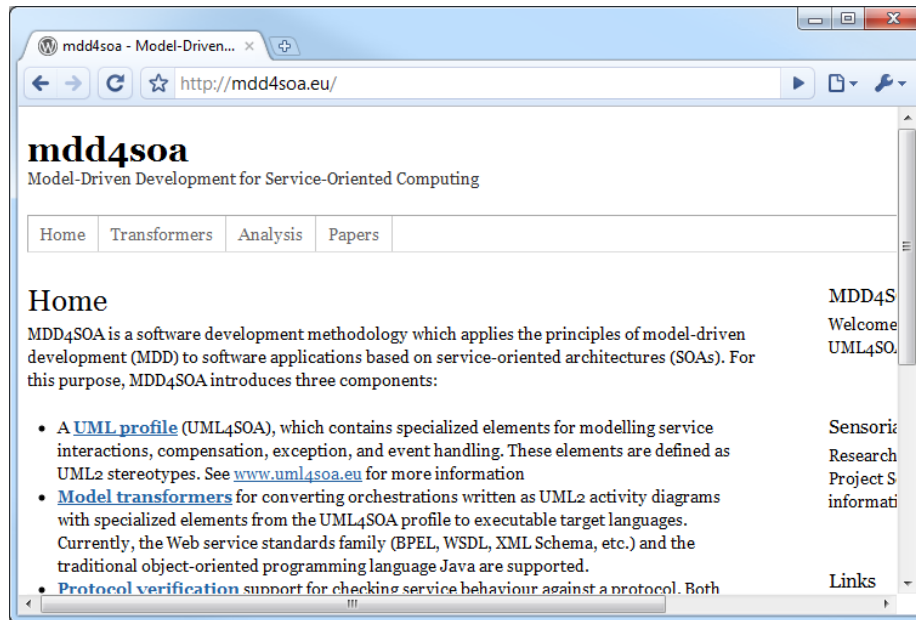 mdd4soa - Model-Driven...
http://mdd4soa.eu/
mdd4soa
Model-Driven Development for Service-Oriented Computing
Home Transformers Analysis Papers
Home
MDD4SOA is a software development methodology which applies the principles of model-driven
development (MDD) to software applications based on service-oriented architectures (SOAs). For
this purpose, MDD4SOA introduces three components:
A UML profile (UML4SOA), which contains specialized elements for modelling service
interactions, compensation, exception, and event handling. These elements are defined as
UML2 stereotypes. See www.uml4soa.eu for more information
Model transformers for converting orchestrations written as UML2 activity diagrams
with specialized elements from the UML4SOA profile to executable target languages.
Currently, the Web service standards family (BPEL, WSDL, XML Schema, etc.) and the
traditional object-oriented programming language Java are supported.
Protocol verification support for checking service behaviour against a protocol. Both
MDD4S
Welcome
UML4SO
Sensoria
Research
Project S
informati
Links